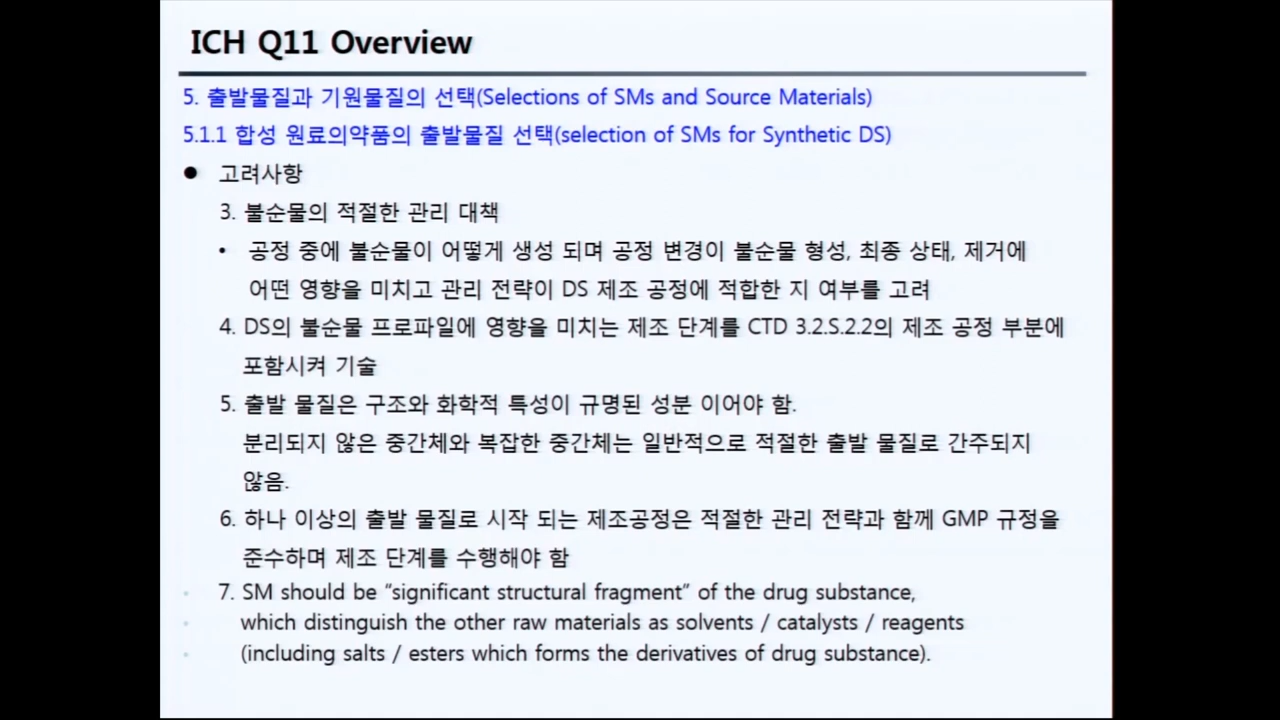 ICH Q11 Overview
5. 출발물질과 기원물질의 선택(Selections of SMs and Source Materials)
5.1.1 합성 원료의약품의 출발물질 선택(selection of SMs for Synthetic DS)
● 고려사항
3. 불순물의 적절한 관리 대책
• 공정 중에 불순물이 어떻게 생성 되며 공정 변경이 불순물 형성, 최종 상태, 제거에
어떤 영향을 미치고 관리 전략이 DS 제조 공정에 적합한 지 여부를 고려
4. DS의 불순물 프로파일에 영향을 미치는 제조 단계를 CTD 3.2.S.2.2의 제조 공정 부분에
포함시켜 기술
5. 출발 물질은 구조와 화학적 특성이 규명된 성분 이어야 함.
분리되지 않은 중간체와 복잡한 중간체는 일반적으로 적절한 출발 물질로 간주되지
않음.
6. 하나 이상의 출발 물질로 시작 되는 제조공정은 적절한 관리 전략과 함께 GMP 규정을
준수하며 제조 단계를 수행해야 함
• 7. SM should be “significant structural fragment” of the drug substance,
• which distinguish the other raw materials as solvents / catalysts / reagents
• (including salts / esters which forms the derivatives of drug substance).